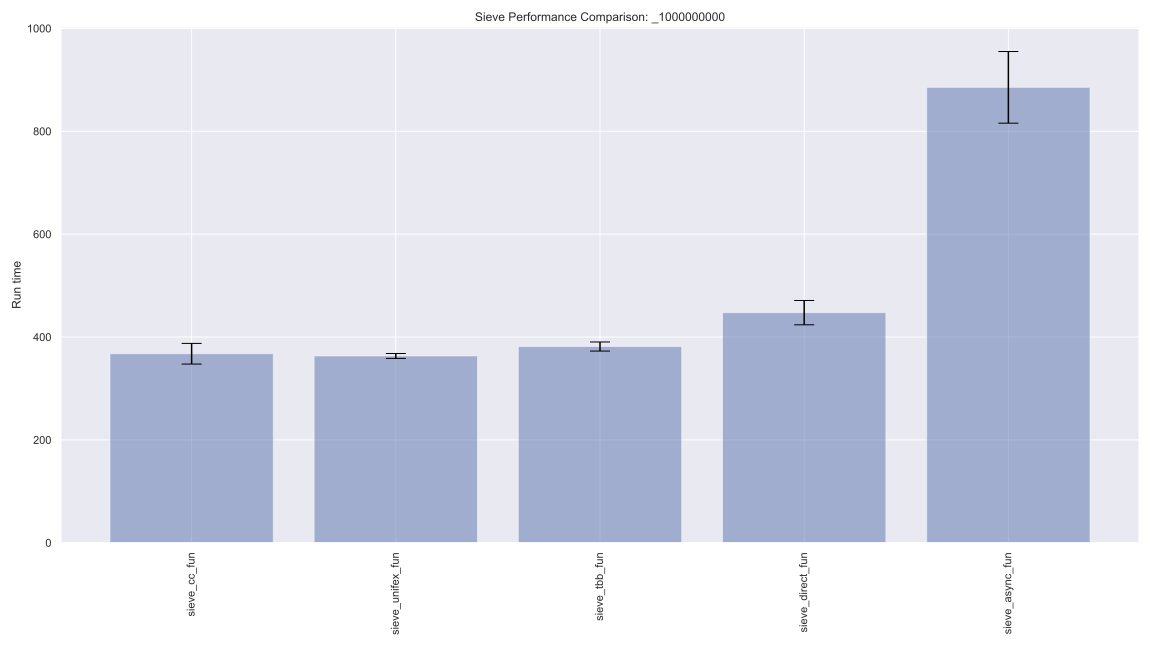 Sieve Performance Comparison: _1000000000
1000
800
600
400
200
0
Run time
sieve_cc_fun
sieve_unifex_fun
sieve_tbb_fun
sieve_direct_fun
sieve_async_fun